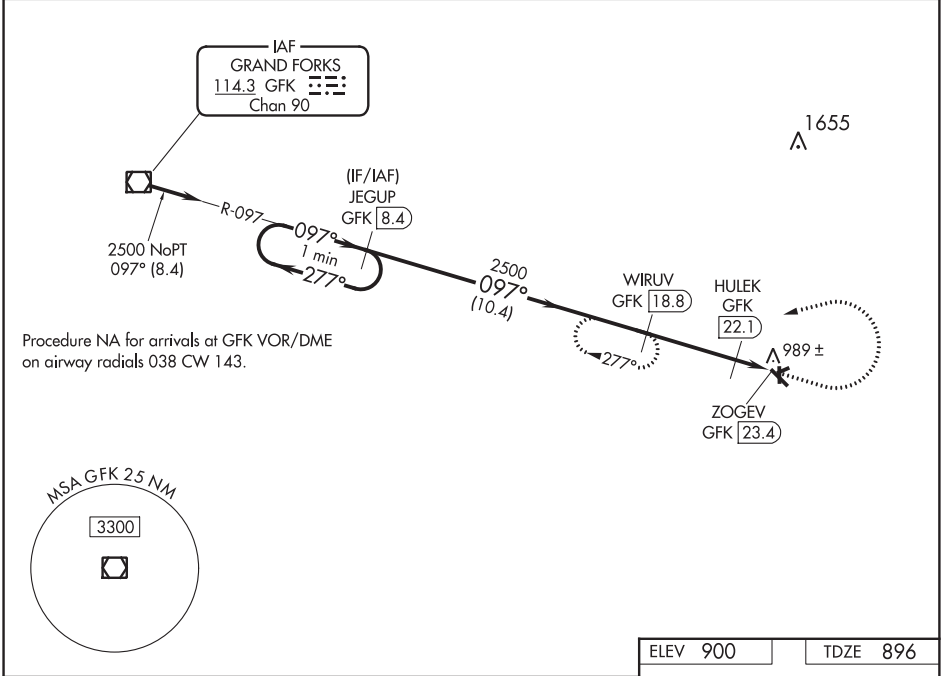 IAF
GRAND FORKS
114.3 GFK
Chan 90
1655
(IF/IAF)
JEGUP
GFK 8.4
R-097
097°
1 min
277°
2500 NoPT
097° (8.4)
2500
097°
(10.4)
WIRUV
GFK 18.8
HULEK
GFK
22.1
277°
989 ±
ZOGEV
GFK 23.4
Procedure NA for arrivals at GFK VOR/DME
on airway radials 038 CW 143.
MSA GFK 25 NM
3300
ELEV 900
TDZE 896